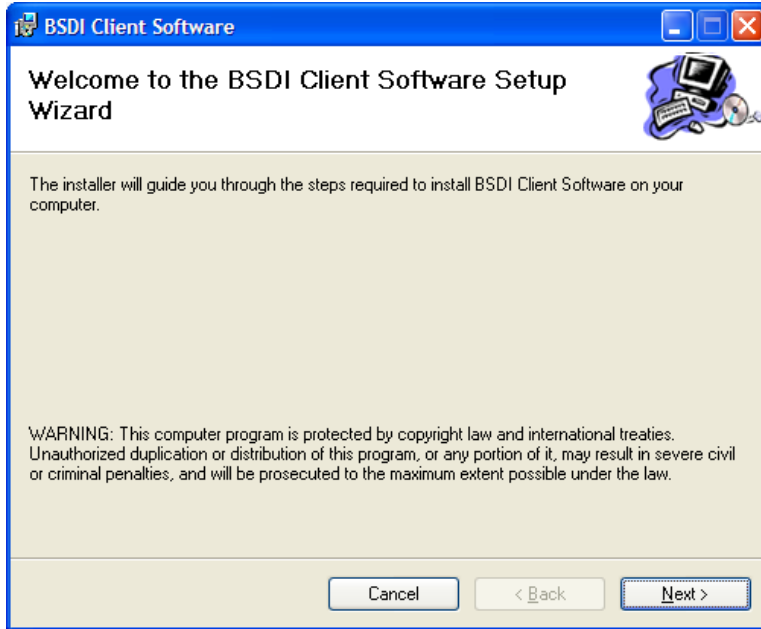 BSDI Client Software
Welcome to the BSDI Client Software Setup
Wizard
The installer will guide you through the steps required to install BSDI Client Software on your
computer.
WARNING: This computer program is protected by copyright law and international treaties.
Unauthorized duplication or distribution of this program, or any portion of it, may result in severe civil
or criminal penalties, and will be prosecuted to the maximum extent possible under the law.
Cancel < Back Next >